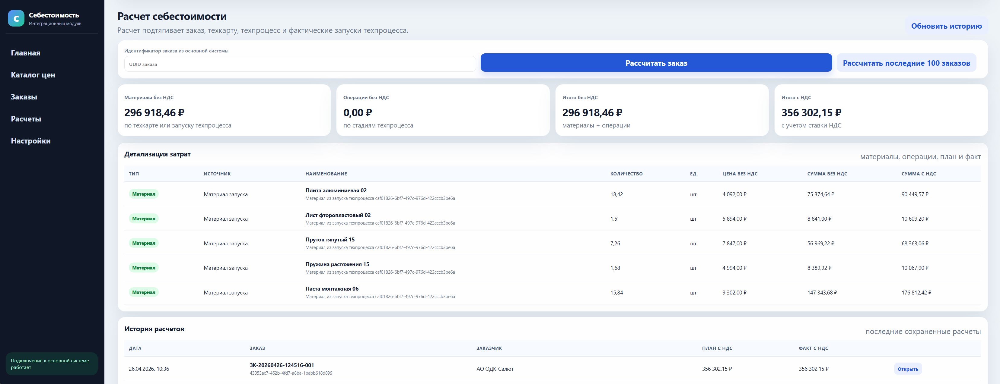 С
Себестоимость
Интеграционный модуль
Главная
Каталог цен
Заказы
Расчеты
Настройки
Подключение к основной системе
работает
Расчет себестоимости
Расчет подтягивает заказ, техкарту, техпроцесс и фактические запуски техпроцесса.
Обновить историю
Идентификатор заказа из основной системы
UUID заказа
Рассчитать заказ
Рассчитать последние 100 заказов
Материалы без НДС
296 918,46 ₽
по техкарте или запуску техпроцесса
Операции без НДС
0,00 ₽
по стадиям техпроцесса
Итого без НДС
296 918,46 ₽
материалы + операции
Итого с НДС
356 302,15 ₽
с учетом ставки НДС
Детализация затрат
материалы, операции, план и факт
ТИП ИСТОЧНИК НАИМЕНОВАНИЕ КОЛИЧЕСТВО ЕД. ЦЕНА БЕЗ НДС СУММА БЕЗ НДС СУММА С НДС
Материал Материал запуска Плита алюминиевая 02 18,42 шт 4 092,00 ₽ 75 374,64 ₽ 90 449,57 ₽
Материал из запуска техпроцесса caf01826-6bf7-497c-976d-422cccb3be6a
Материал Материал запуска Лист фторопластовый 02 1,5 шт 5 894,00 ₽ 8 841,00 ₽ 10 609,20 ₽
Материал из запуска техпроцесса caf01826-6bf7-497c-976d-422cccb3be6a
Материал Материал запуска Пруток тянутый 15 7,26 шт 7 847,00 ₽ 56 969,22 ₽ 68 363,06 ₽
Материал из запуска техпроцесса caf01826-6bf7-497c-976d-422cccb3be6a
Материал Материал запуска Пружина растяжения 15 1,68 шт 4 994,00 ₽ 8 389,92 ₽ 10 067,90 ₽
Материал из запуска техпроцесса caf01826-6bf7-497c-976d-422cccb3be6a
Материал Материал запуска Паста монтажная 06 15,84 шт 9 302,00 ₽ 147 343,68 ₽ 176 812,42 ₽
Материал из запуска техпроцесса caf01826-6bf7-497c-976d-422cccb3be6a
История расчетов
последние сохраненные расчеты
ДАТА ЗАКАЗ ЗАКАЗЧИК ПЛАН С НДС ФАКТ С НДС
26.04.2026, 10:36 ЗК-20260426-124516-001 АО ОДК-Салют 356 302,15 ₽ 356 302,15 ₽ Открыть
43053ac7-462b-4fd7-a8ba-1babb618d899